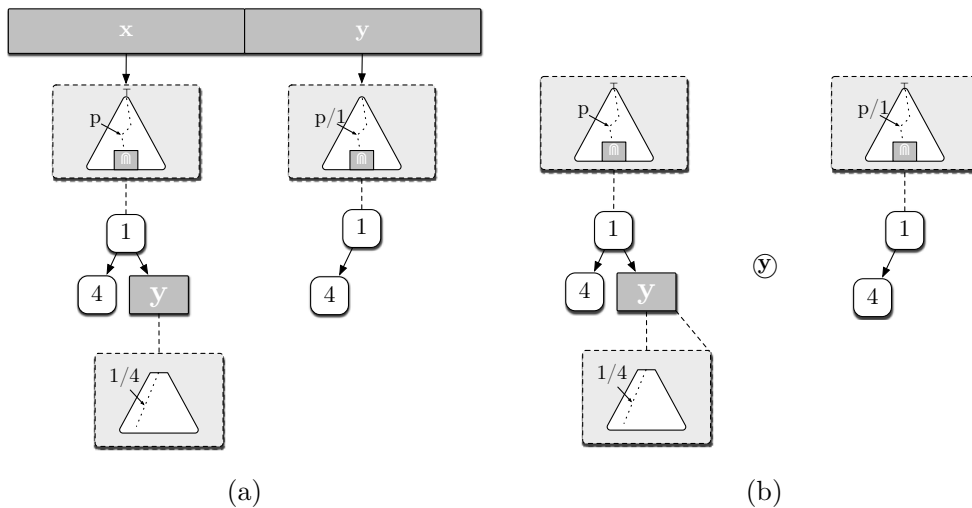 x y
p p/1 p p/1
⋒ ⋒ ⋒ ⋒
1 1 1 1
4 y 4 4 y y 4
1/4 1/4
(a) (b)